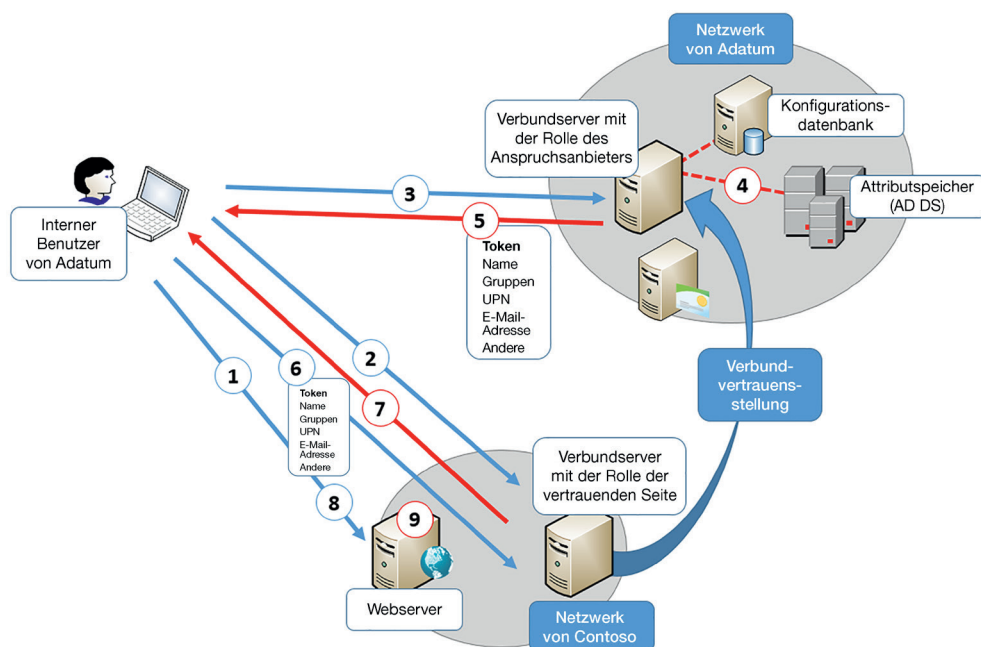 Netzwerk
von Adatum
Konfigurations-
datenbank
Verbundserver mit
der Rolle des
Anspruchsanbieters
4
Attributspeicher
(AD DS)
3
5
Interner
Benutzer
von Adatum
Token
Name
Gruppen
UPN
E-Mail-
Adresse
Andere
2
1
6
7
Verbund-
vertrauens-
stellung
Token
Name
Gruppen
UPN
E-Mail-
Adresse
Andere
Verbundserver
mit der Rolle der
vertrauenden Seite
8
9
Webserver
Netzwerk
von Contoso